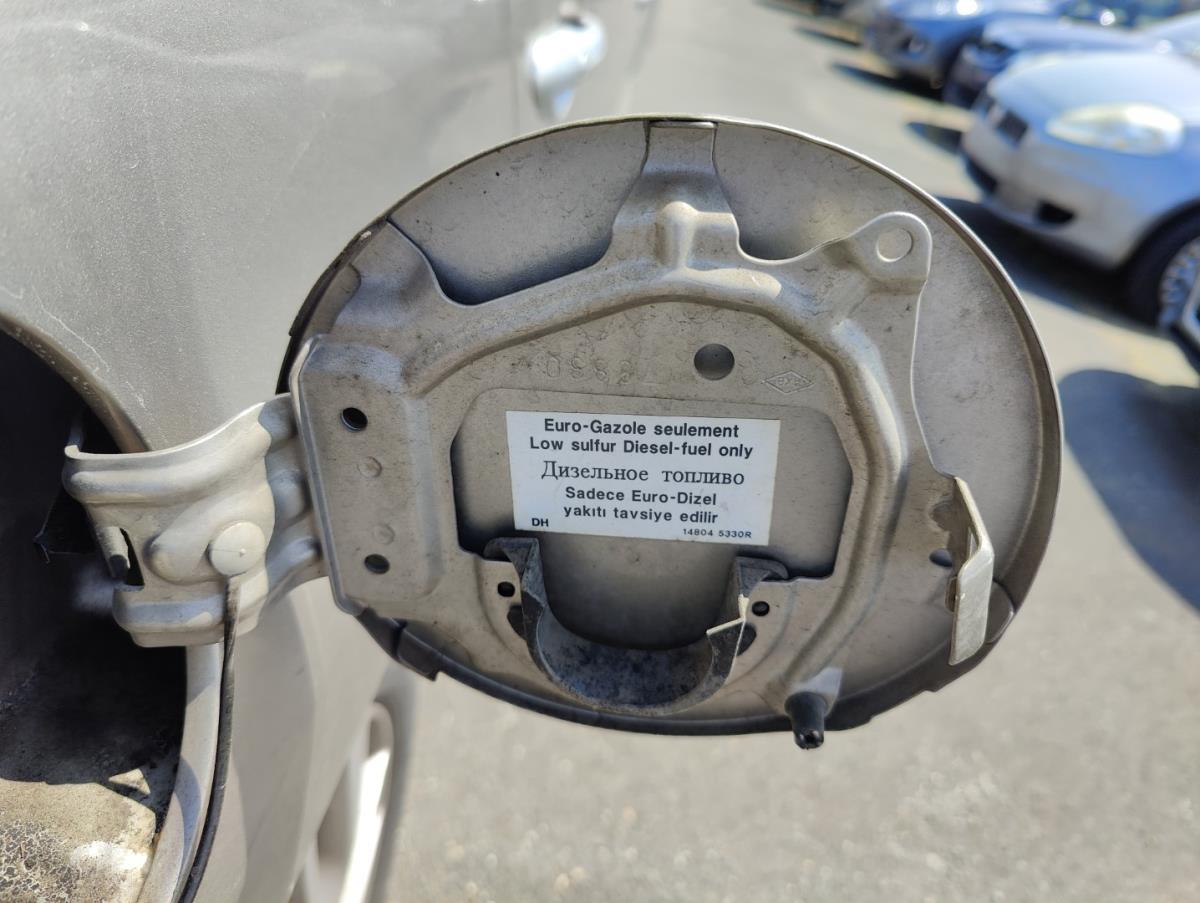 Euro-Gazole seulement
Low sulfur Diesel-fuel only
Дизельное топливо
Sadece Euro-Dizel
yakıtı tavsiye edilir
DH 14804 5330R